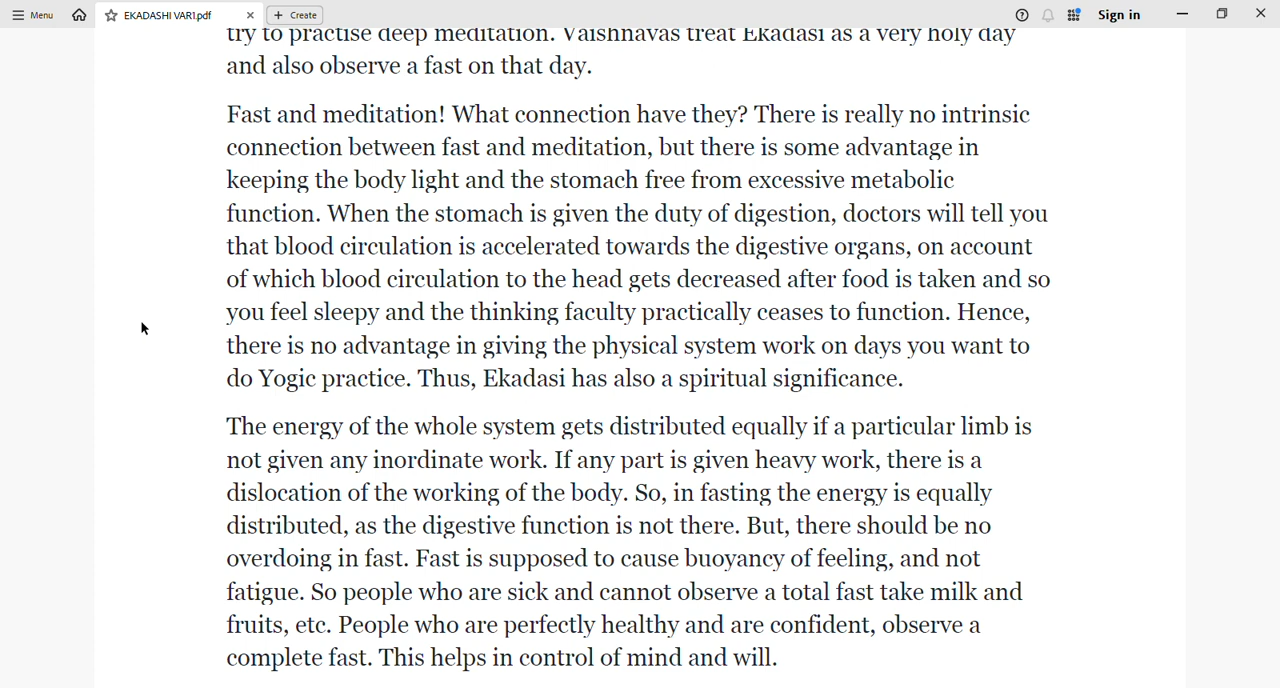 Menu
EKADASHI VAR1.pdf
Create
Sign in
try to practise deep meditation. Vaishnavas treat Ekadasi as a very holy day
and also observe a fast on that day.
Fast and meditation! What connection have they? There is really no intrinsic
connection between fast and meditation, but there is some advantage in
keeping the body light and the stomach free from excessive metabolic
function. When the stomach is given the duty of digestion, doctors will tell you
that blood circulation is accelerated towards the digestive organs, on account
of which blood circulation to the head gets decreased after food is taken and so
you feel sleepy and the thinking faculty practically ceases to function. Hence,
there is no advantage in giving the physical system work on days you want to
do Yogic practice. Thus, Ekadasi has also a spiritual significance.
The energy of the whole system gets distributed equally if a particular limb is
not given any inordinate work. If any part is given heavy work, there is a
dislocation of the working of the body. So, in fasting the energy is equally
distributed, as the digestive function is not there. But, there should be no
overdoing in fast. Fast is supposed to cause buoyancy of feeling, and not
fatigue. So people who are sick and cannot observe a total fast take milk and
fruits, etc. People who are perfectly healthy and are confident, observe a
complete fast. This helps in control of mind and will.